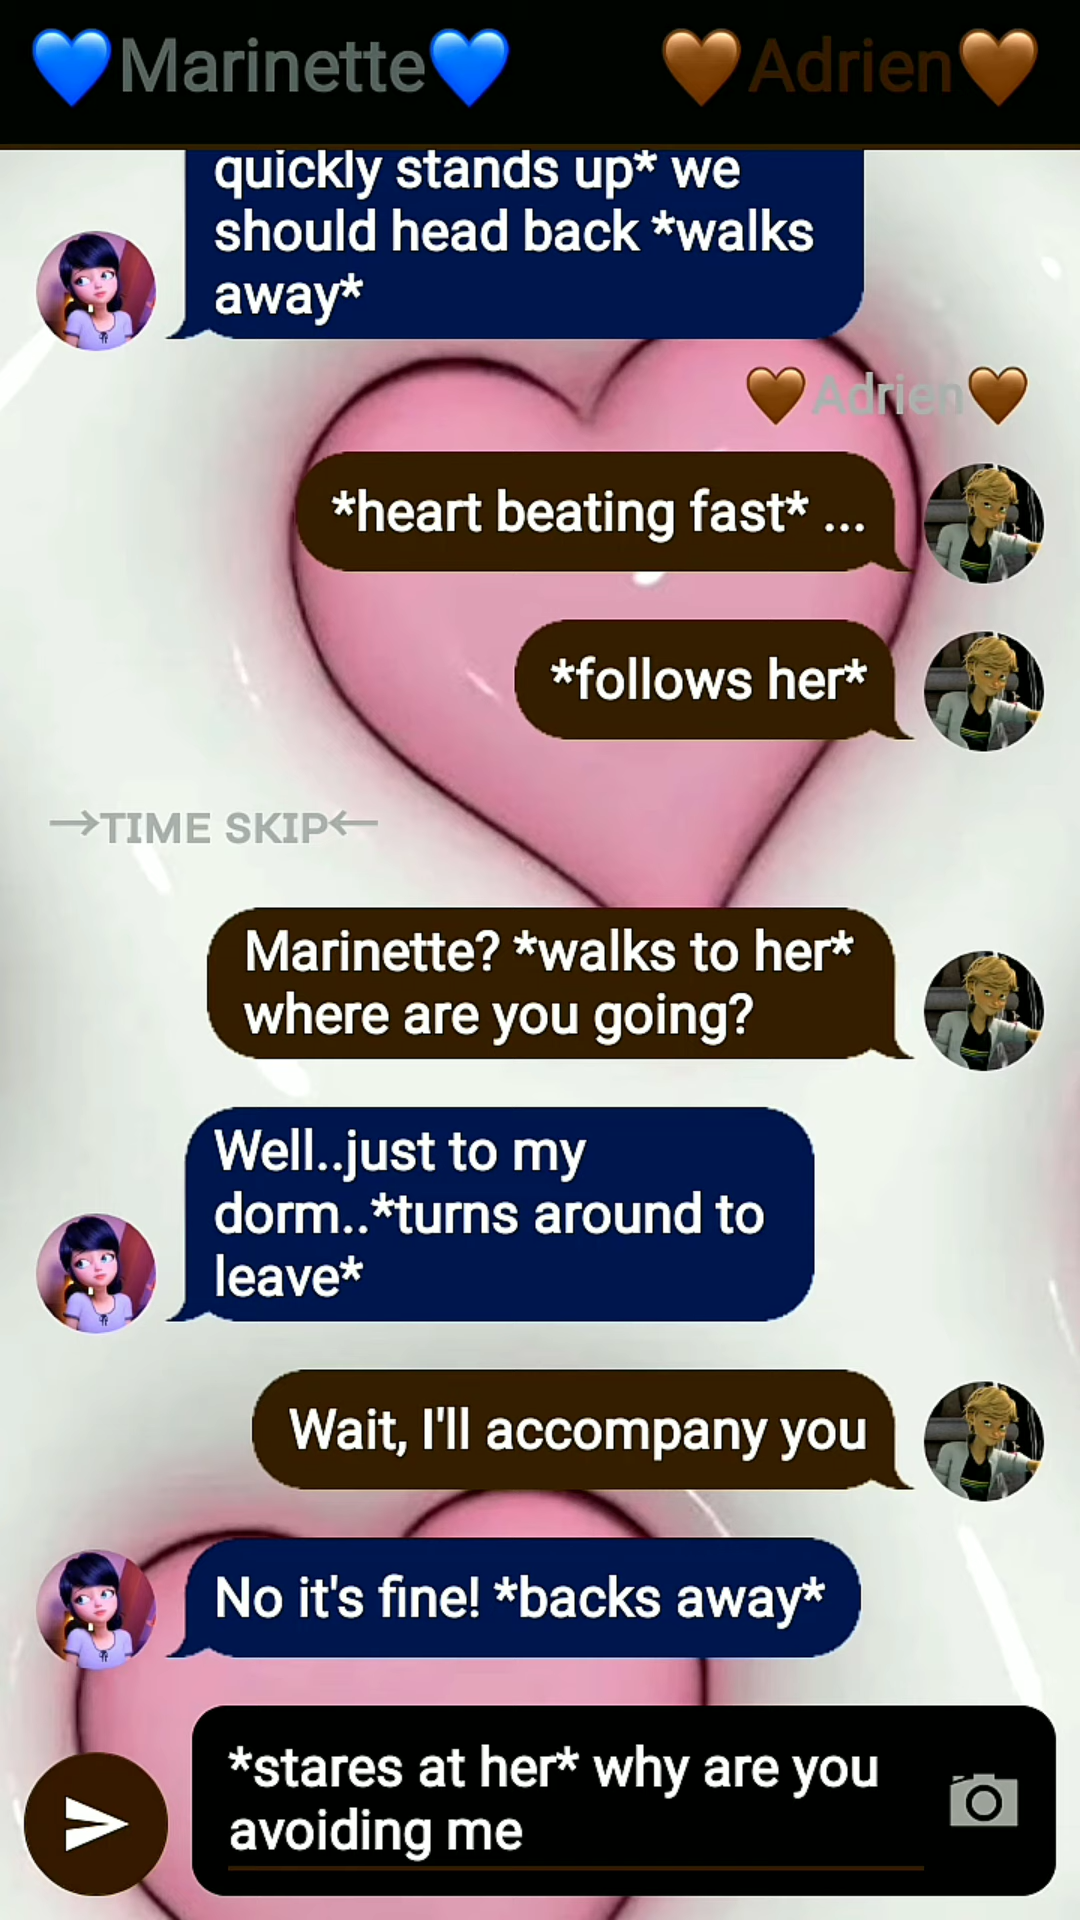 💙Marinette💙 🤎Adrien🤎
quickly stands up* we
should head back *walks
away*
🤎Adrien🤎
*heart beating fast* ...
*follows her*
→TIME SKIP←
Marinette? *walks to her*
where are you going?
Well..just to my
dorm..*turns around to
leave*
Wait, I'll accompany you
No it's fine! *backs away*
*stares at her* why are you
avoiding me